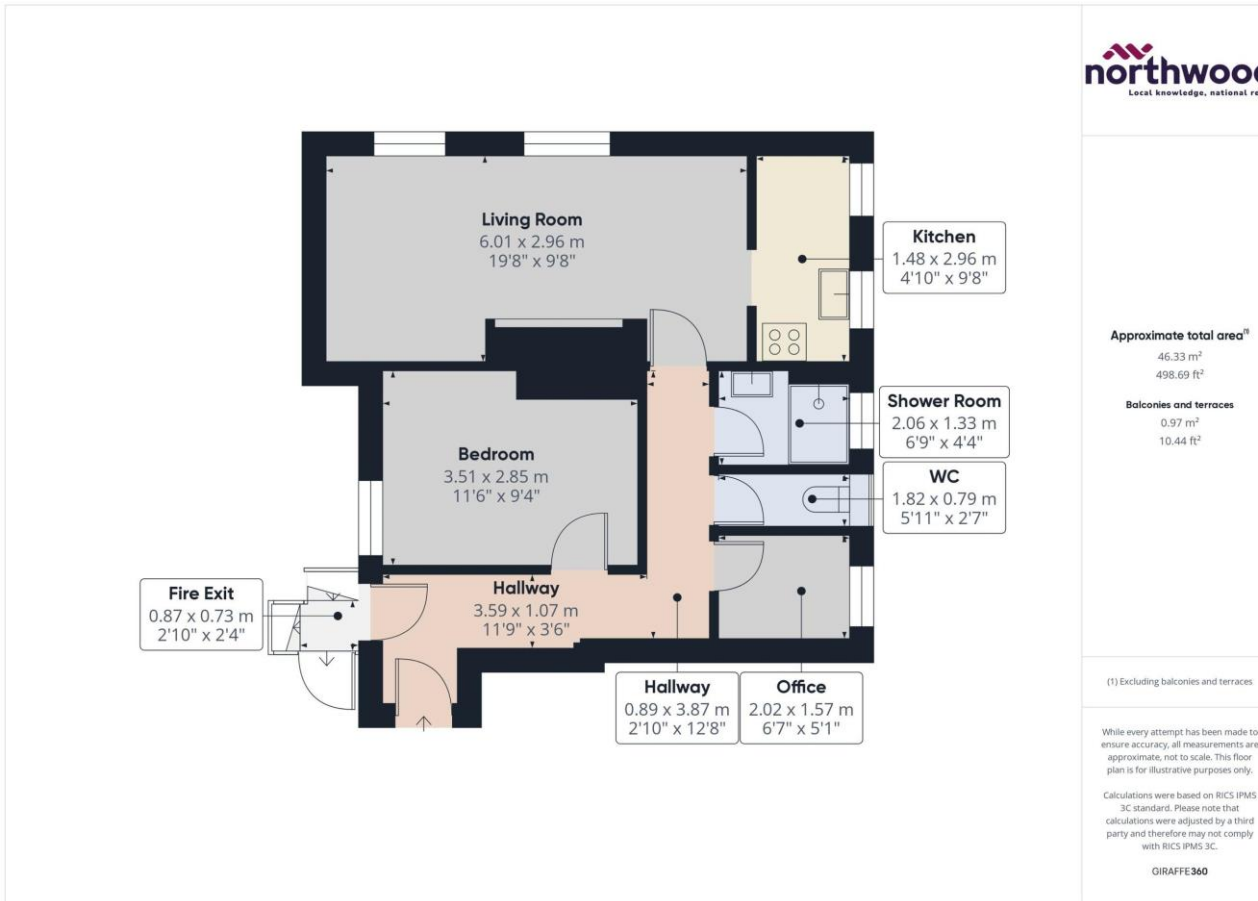 Living Room
6.01 x 2.96 m
19'8" x 9'8"
Kitchen
1.48 x 2.96 m
4'10" x 9'8"
Shower Room
2.06 x 1.33 m
6'9" x 4'4"
Bedroom
3.51 x 2.85 m
11'6" x 9'4"
WC
1.82 x 0.79 m
5'11" x 2'7"
Fire Exit
0.87 x 0.73 m
2'10" x 2'4"
Hallway
3.59 x 1.07 m
11'9" x 3'6"
Hallway
0.89 x 3.87 m
2'10" x 12'8"
Office
2.02 x 1.57 m
6'7" x 5'1"
northwood
Local knowledge, national re
Approximate total area(1)
46.33 m²
498.69 ft²
Balconies and terraces
0.97 m²
10.44 ft²
(1) Excluding balconies and terraces
While every attempt has been made to
ensure accuracy, all measurements are
approximate, not to scale. This floor
plan is for illustrative purposes only.
Calculations were based on RICS IPMS
3C standard. Please note that
calculations were adjusted by a third
party and therefore may not comply
with RICS IPMS 3C.
GIRAFFE360